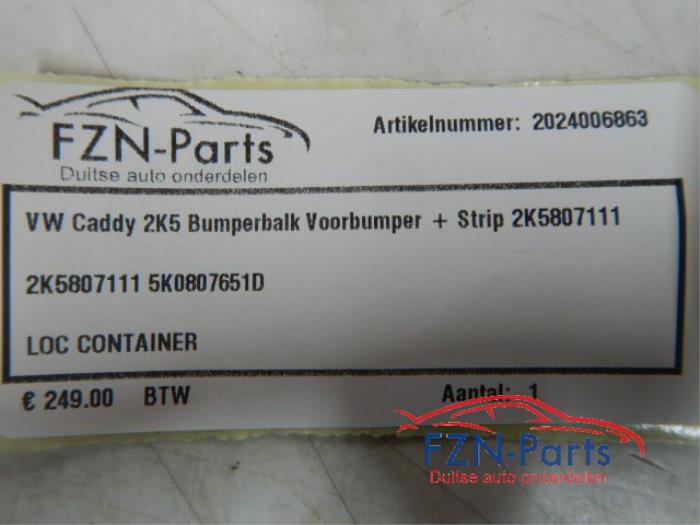 FZN-Parts
Duitse auto onderdelen
Artikelnummer: 2024006863
VW Caddy 2K5 Bumperbalk Voorbumper + Strip 2K5807111
2K5807111 5K0807651D
LOC CONTAINER
€ 249.00 BTW
Aantal: 1
FZN-Parts
Duitse auto onderdelen